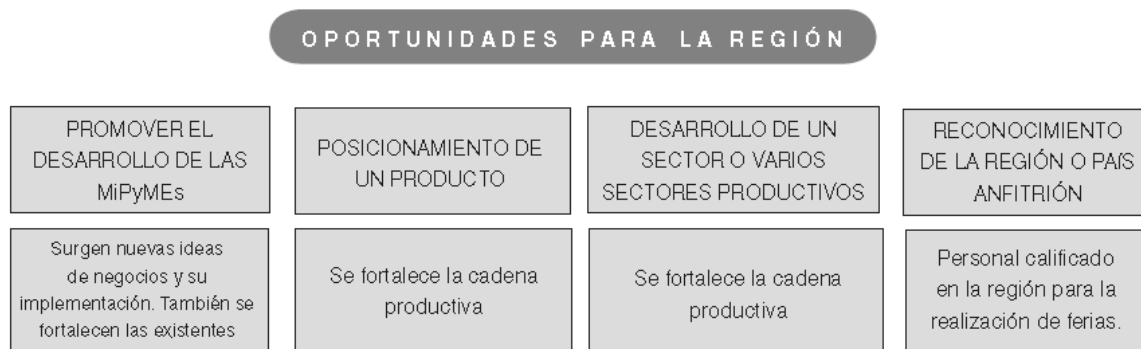 OPORTUNIDADES PARA LA REGIÓN
PROMOVER EL
DESARROLLO DE LAS
MiPyMEs
POSICIONAMIENTO DE
UN PRODUCTO
DESARROLLO DE UN
SECTOR O VARIOS
SECTORES PRODUCTIVOS
RECONOCIMIENTO
DE LA REGIÓN O PAÍS
ANFITRIÓN
Surgen nuevas ideas
de negocios y su
implementación. También se
fortalecen las existentes
Se fortalece la cadena
productiva
Se fortalece la cadena
productiva
Personal calificado
en la región para la
realización de ferias.